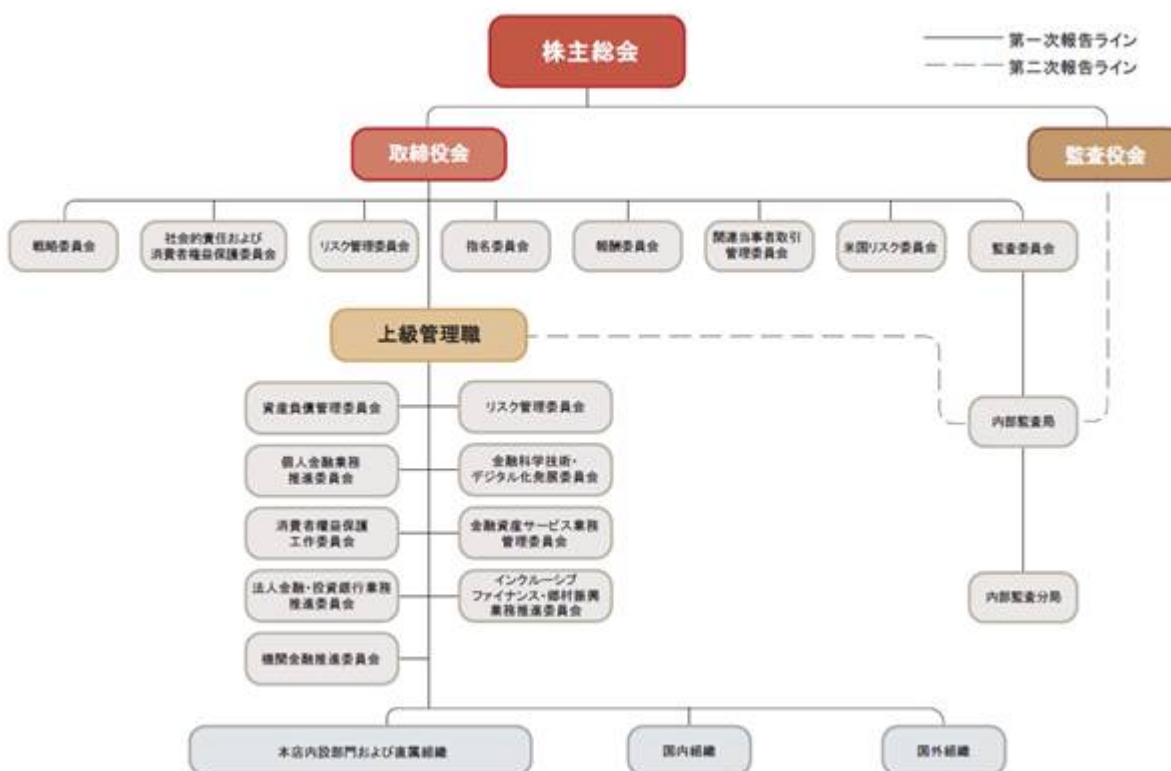 株主総会
第一次報告ライン
第二次報告ライン
取締役会
監査役会
戦略委員会
社会的責任および
消費者権益保護委員会
リスク管理委員会
指名委員会
報酬委員会
関連当事者取引
管理委員会
米国リスク委員会
監査委員会
上級管理職
資産負債管理委員会
リスク管理委員会
内部監査局
個人金融業務
推進委員会
金融科学技術・
デジタル化発展委員会
消費者権益保護
工作委員会
金融資産サービス業務
管理委員会
法人金融・投資銀行業務
推進委員会
インクルーシブ
ファイナンス・郷村振興
業務推進委員会
内部監査分局
機関金融推進委員会
本店内設部門および直属組織
国内組織
国外組織